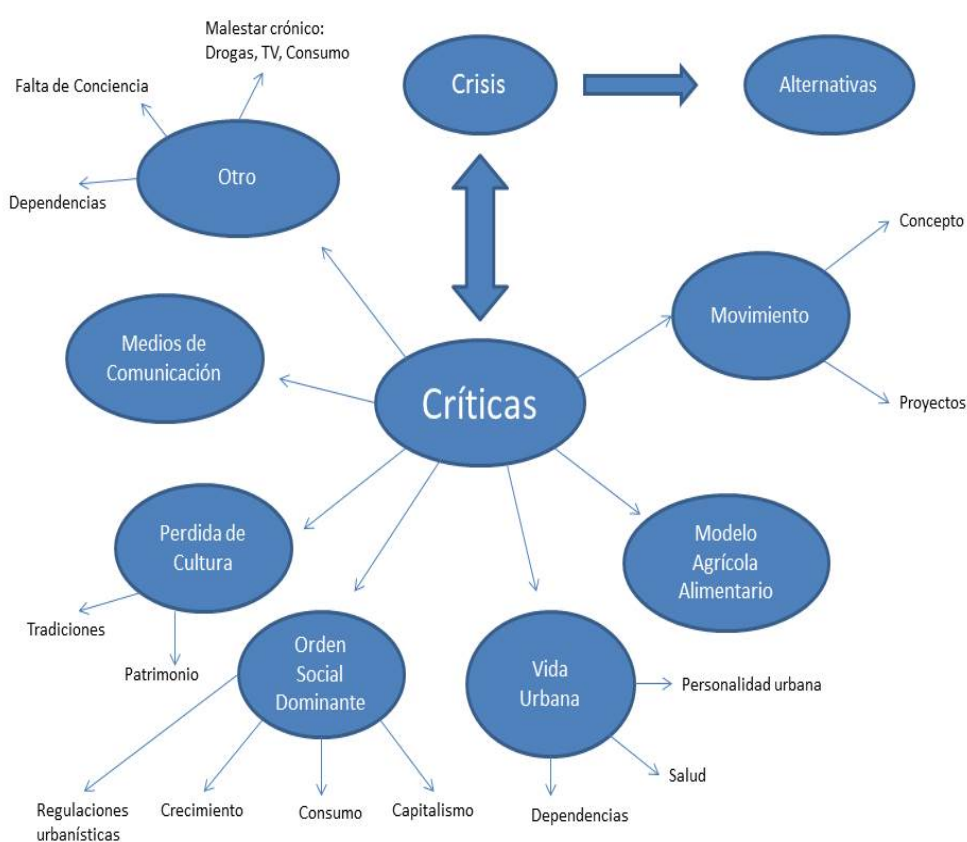 Malestar crónico:
Drogas, TV, Consumo
Crisis
Alternativas
Falta de Conciencia
Otro
Dependencias
Concepto
Movimiento
Proyectos
Medios de
Comunicación
Críticas
Perdida de
Cultura
Modelo
Agrícola
Alimentario
Tradiciones
Patrimonio
Orden
Social
Dominante
Vida
Urbana
Personalidad urbana
Salud
Regulaciones
urbanísticas
Crecimiento
Consumo
Capitalismo
Dependencias